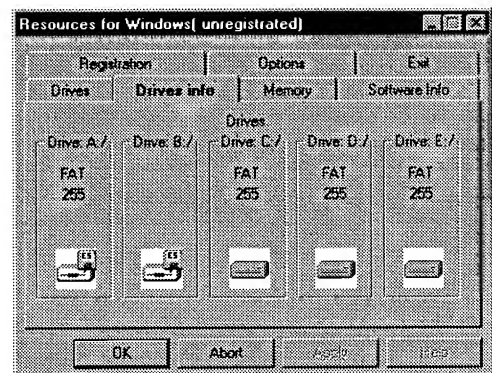 Resources for Windows( unregistrated)
Registration Options Exit
Drives Drives info Memory Software Info
Drives
Drive: A:/ Drive: B:/ Drive: C:/ Drive: D:/ Drive: E:/
FAT FAT FAT FAT
255 255 255 255
OK Abort Apply Help